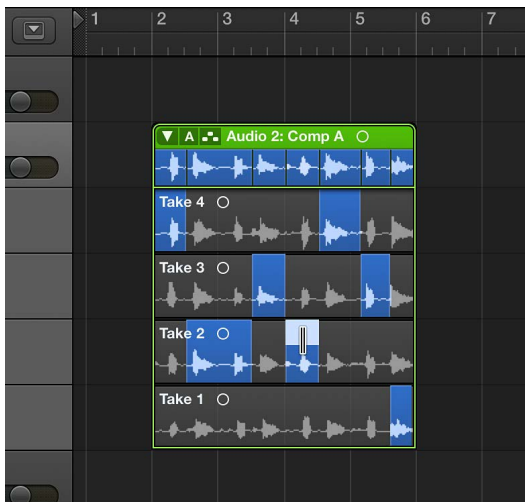 1 2 3 4 5 6 7
A Audio 2: Comp A
Take 4
Take 3
Take 2
Take 1